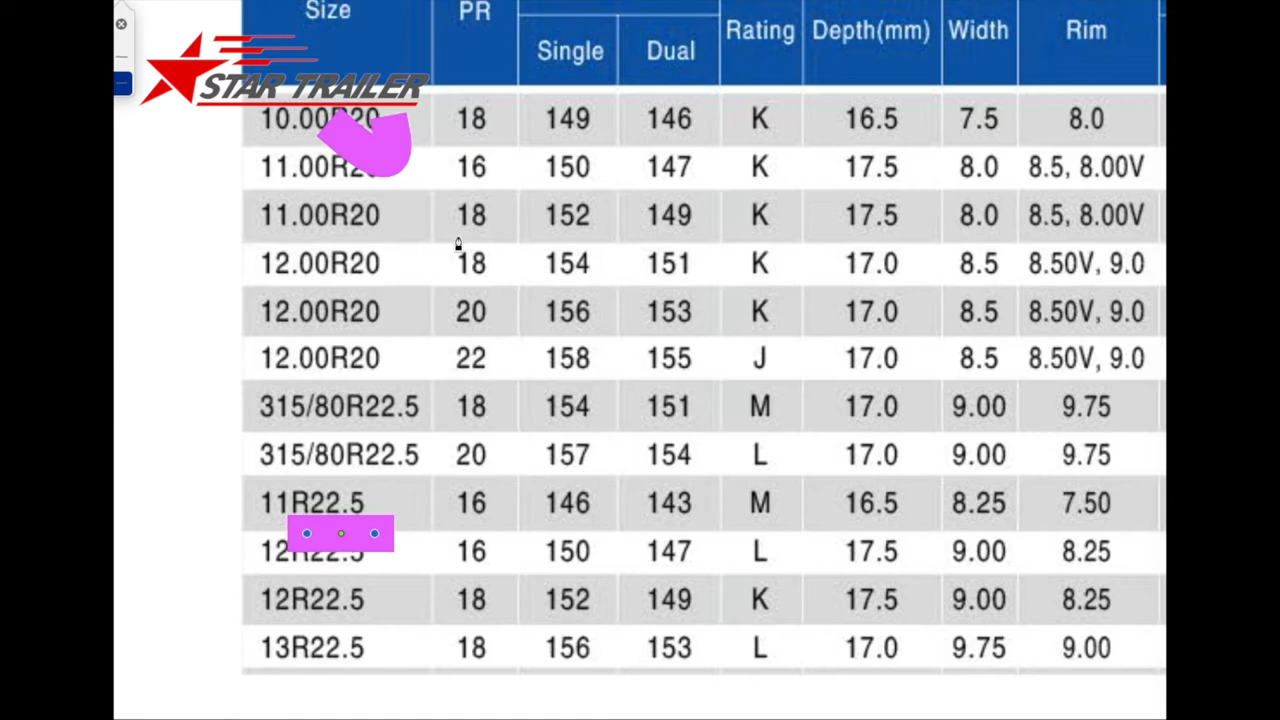 Size PR Rating Depth(mm) Width Rim
Single Dual
STAR TRAILER
10.00R20 18 149 146 K 16.5 7.5 8.0
11.00R20 16 150 147 K 17.5 8.0 8.5, 8.00V
11.00R20 18 152 149 K 17.5 8.0 8.5, 8.00V
12.00R20 18 154 151 K 17.0 8.5 8.50V, 9.0
12.00R20 20 156 153 K 17.0 8.5 8.50V, 9.0
12.00R20 22 158 155 J 17.0 8.5 8.50V, 9.0
315/80R22.5 18 154 151 M 17.0 9.00 9.75
315/80R22.5 20 157 154 L 17.0 9.00 9.75
11R22.5 16 146 143 M 16.5 8.25 7.50
12R22.5 16 150 147 L 17.5 9.00 8.25
12R22.5 18 152 149 K 17.5 9.00 8.25
13R22.5 18 156 153 L 17.0 9.75 9.00